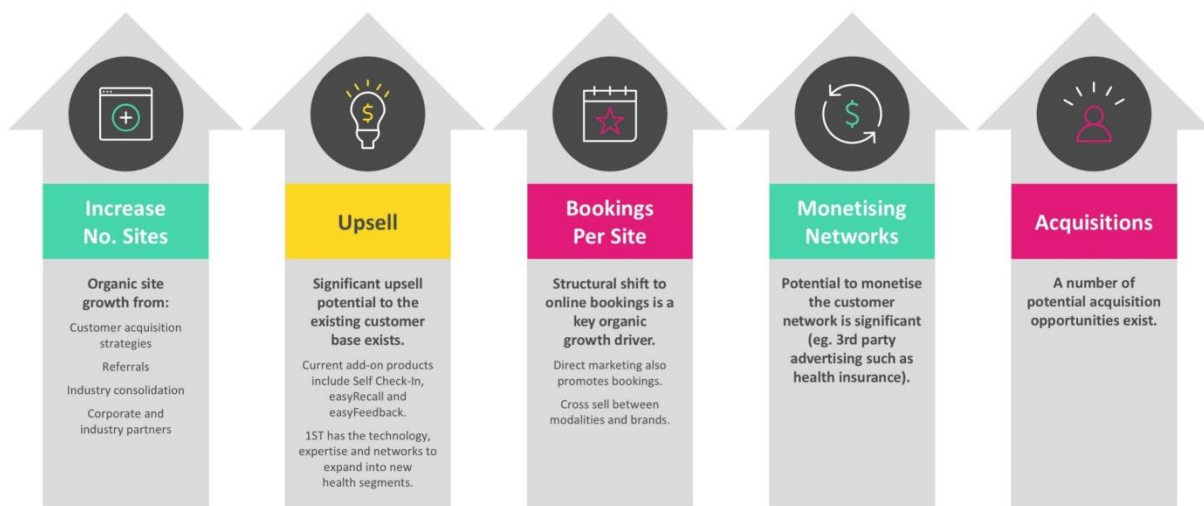 Increase
No. Sites
Organic site
growth from:
Customer acquisition
strategies
Referrals
Industry consolidation
Corporate and
industry partners
$
Upsell
Significant upsell
potential to the
existing customer
base exists.
Current add-on products
include Self Check-In,
easyRecall and
easyFeedback.
1ST has the technology,
expertise and networks to
expand into new
health segments.
Bookings
Per Site
Structural shift to
online bookings is a
key organic
growth driver.
Direct marketing also
promotes bookings.
Cross sell between
modalities and brands.
$
Monetising
Networks
Potential to monetise
the customer
network is significant
(eg. 3rd party
advertising such as
health insurance).
Acquisitions
A number of
potential acquisition
opportunities exist.